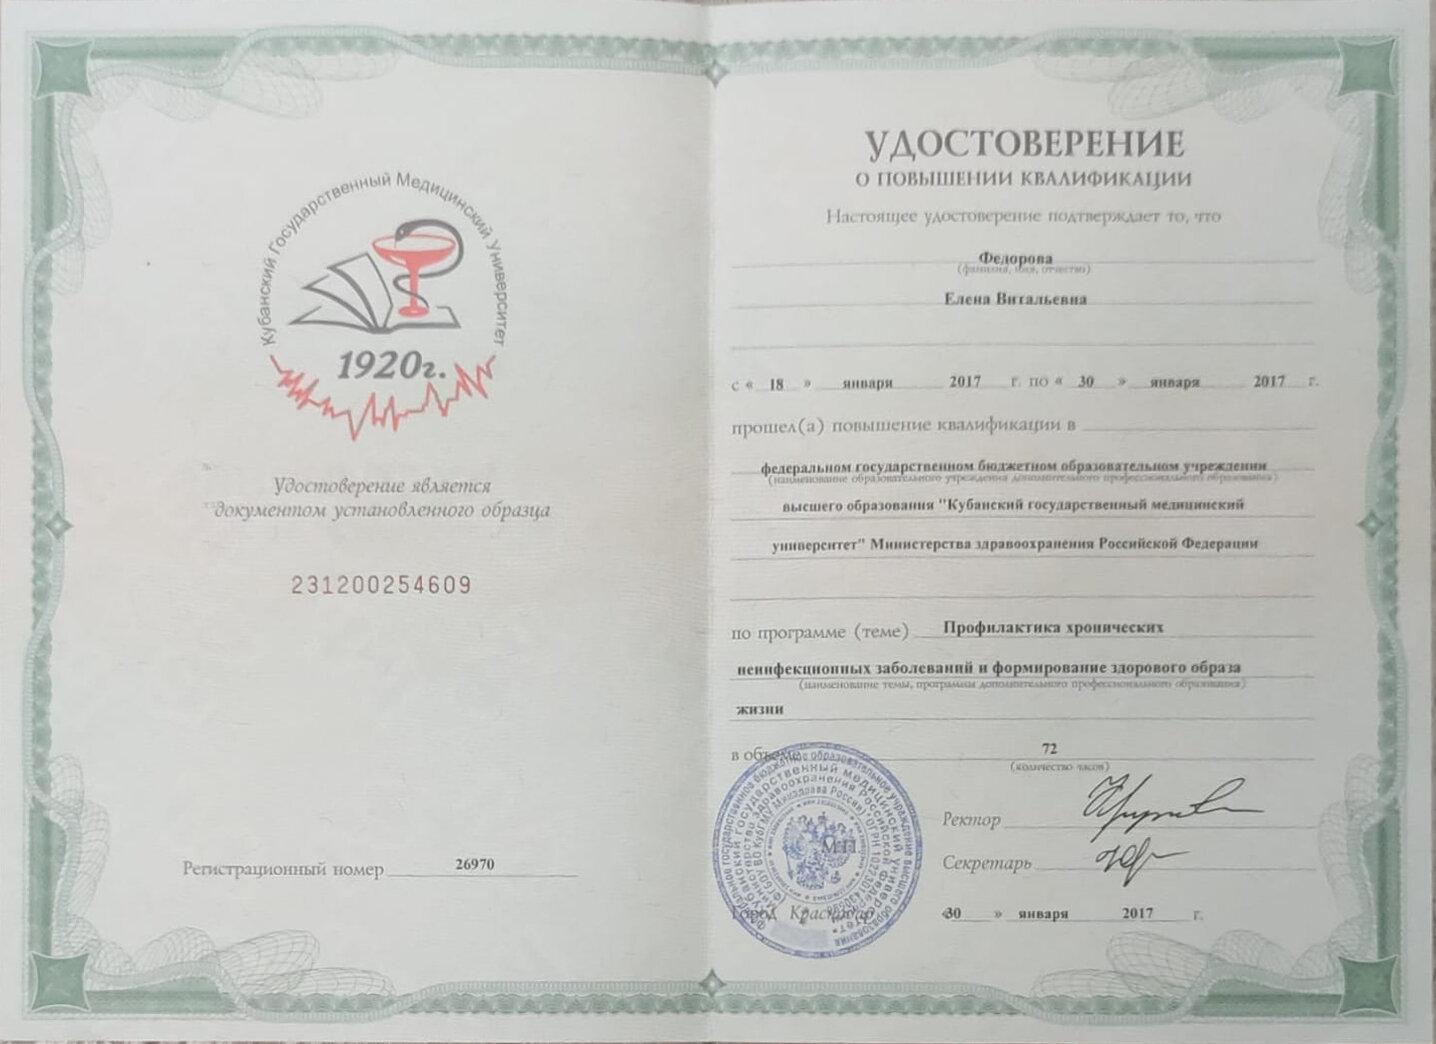 Кубанский Государственный Медицинский Университет
1920г.
Удостоверение является
документом установленного образца
231200254609
Регистрационный номер 26970
УДОСТОВЕРЕНИЕ
О ПОВЫШЕНИИ КВАЛИФИКАЦИИ
Настоящее удостоверение подтверждает то, что
Федорова
(фамилия, имя, отчество)
Елена Витальевна
с « 18 » января 2017 г. по « 30 » января 2017 г.
прошел(а) повышение квалификации в
федеральном государственном бюджетном образовательном учреждении
(наименование образовательного учреждения дополнительного профессионального образования)
высшего образования "Кубанский государственный медицинский
университет" Министерства здравоохранения Российской Федерации
по программе (теме) Профилактика хронических
неинфекционных заболеваний и формирование здорового образа
(наименование темы, программы дополнительного профессионального образования)
жизни
в объеме 72
(количество часов)
Ректор
Секретарь
М.П.
Город Краснодар «30 » января 2017 г.